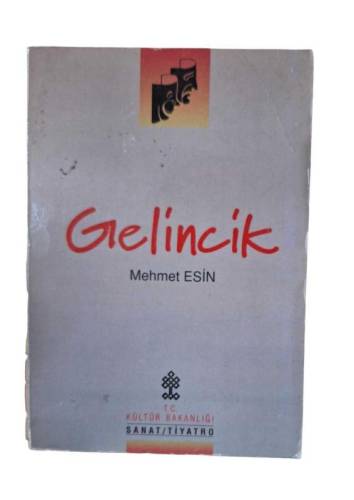 Gelincik
Mehmet ESİN
T.C.
KÜLTÜR BAKANLIĞI
SANAT/TİYATRO